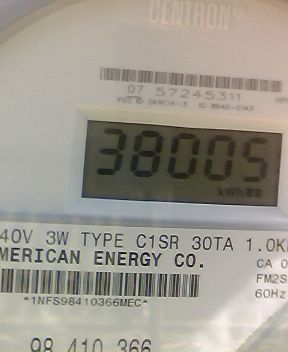 CENTRON®
07 57245311
38005
kWh
40V 3W TYPE C1SR 30TA 1.0K
MERICAN ENERGY CO.
CA 0
FM2S
60Hz
*1NFS98410366MEC*
98 410 366